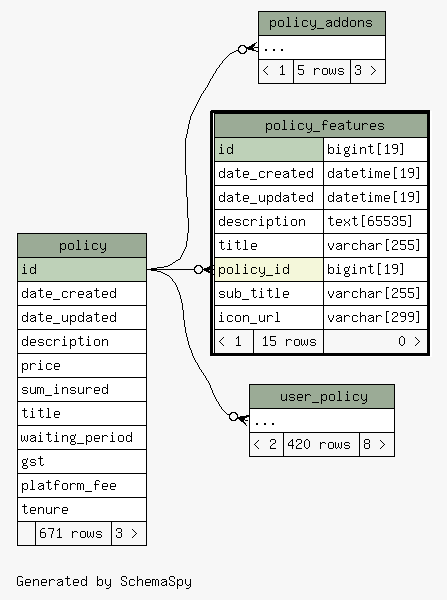 policy_addons
...
< 1 5 rows 3 >
policy_features
id bigint[19]
date_created datetime[19]
date_updated datetime[19]
description text[65535]
title varchar[255]
policy_id bigint[19]
sub_title varchar[255]
icon_url varchar[299]
< 1 15 rows 0 >
policy
id
date_created
date_updated
description
price
sum_insured
title
waiting_period
gst
platform_fee
tenure
671 rows 3 >
user_policy
...
< 2 420 rows 8 >
Generated by SchemaSpy